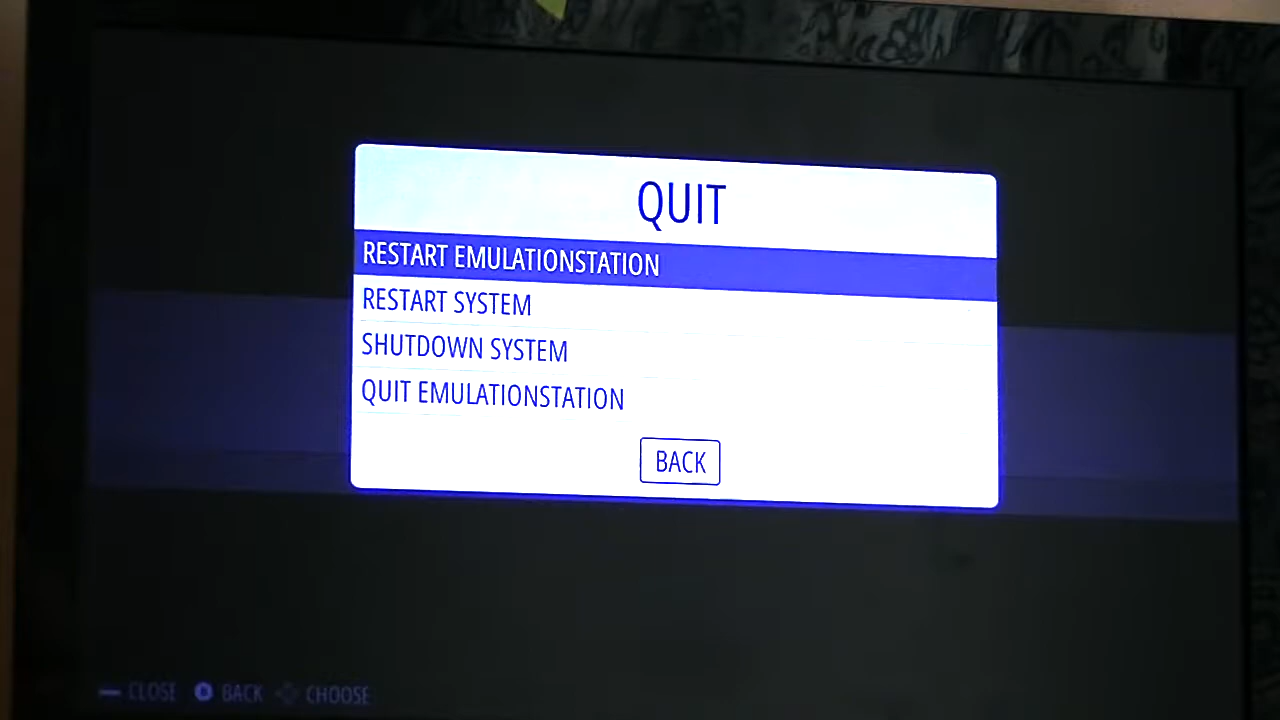 QUIT
RESTART EMULATIONSTATION
RESTART SYSTEM
SHUTDOWN SYSTEM
QUIT EMULATIONSTATION
BACK
CLOSE BACK CHOOSE